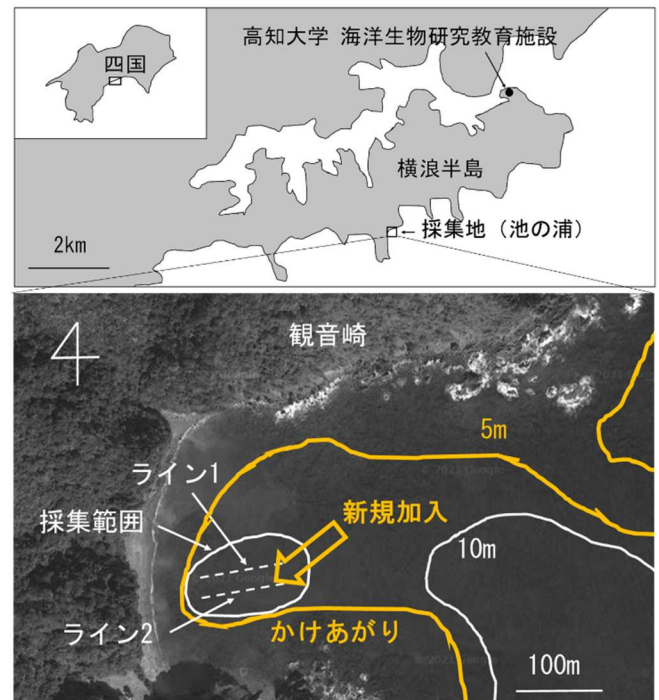 高知大学 海洋生物研究教育施設
四国
横浪半島
←採集地（池の浦）
2km
観音崎
5m
© 2021 Google
ライン1
新規加入
採集範囲
10m
ライン2
かけあがり
100m